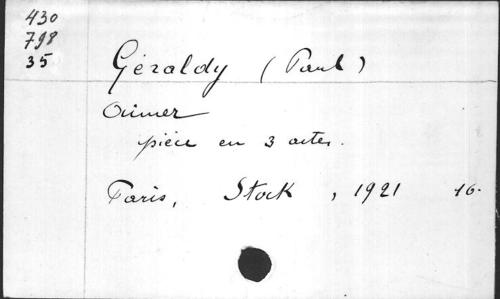 430
798
35
Géraldy (Paul)
Aimer
pièce en 3 actes.
Paris, Stock, 1921 16.